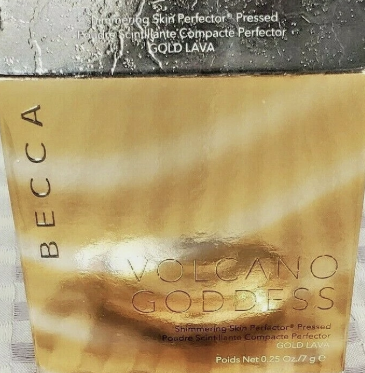 Shimmering Skin Perfector® Pressed
Poudre Scintillante Compacte Perfector
GOLD LAVA
BECCA
VOLCANO
GODDESS
Shimmering Skin Perfector® Pressed
Poudre Scintillante Compacte Perfector
GOLD LAVA
Poids Net 0.25 Oz./7 g e